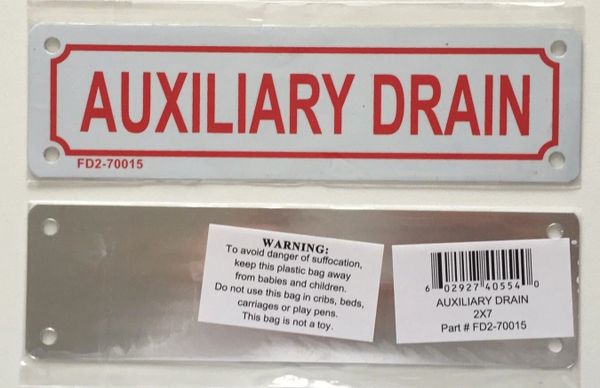 AUXILIARY DRAIN
FD2-70015
WARNING:
To avoid danger of suffocation,
keep this plastic bag away
from babies and children.
Do not use this bag in cribs, beds,
carriages or play pens.
This bag is not a toy.
6 02927 40554 0
AUXILIARY DRAIN
2X7
Part # FD2-70015